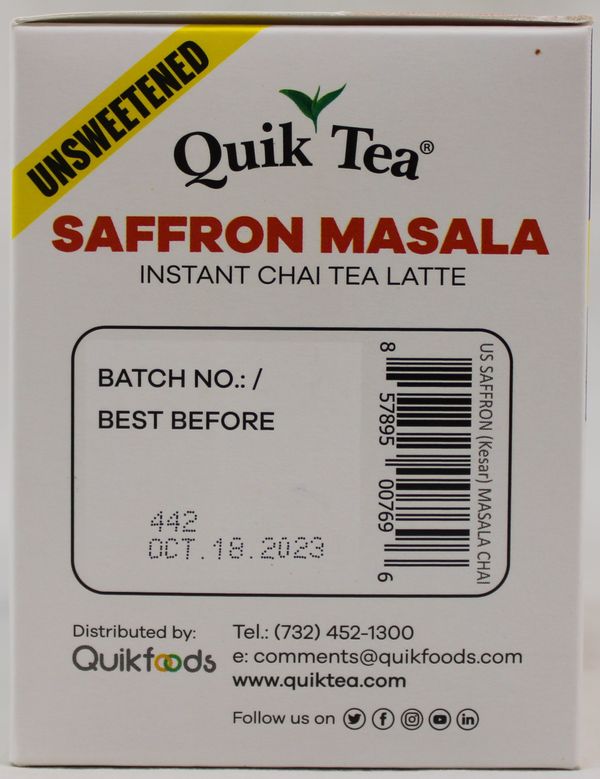 UNSWEETENED
Quik Tea®
SAFFRON MASALA
INSTANT CHAI TEA LATTE
BATCH NO.: /
BEST BEFORE
442
OCT.18.2023
8 57895 00769 6
US SAFFRON (Kesar) MASALA CHAI
Distributed by:
Quikfoods
Tel.: (732) 452-1300
e: comments@quikfoods.com
www.quiktea.com
Follow us on